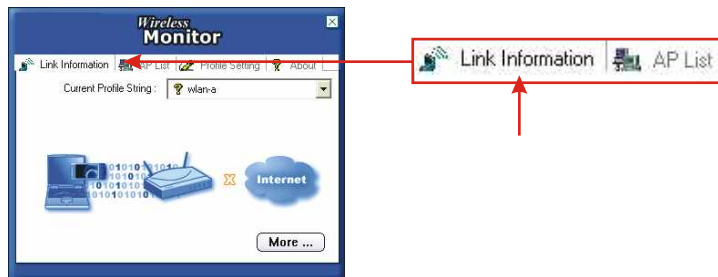 Wireless
Monitor
Link Information AP List Profile Setting About
Current Profile String : wlan-a
Internet
More ...
Link Information AP List